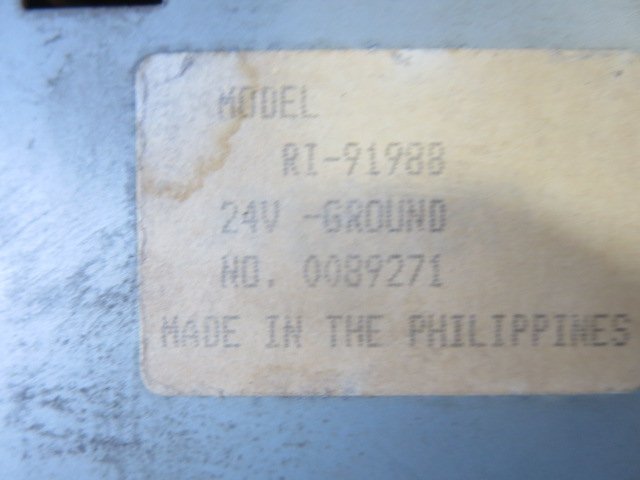 MODEL
RI-9198B
24V -GROUND
NO. 0089271
MADE IN THE PHILIPPINES